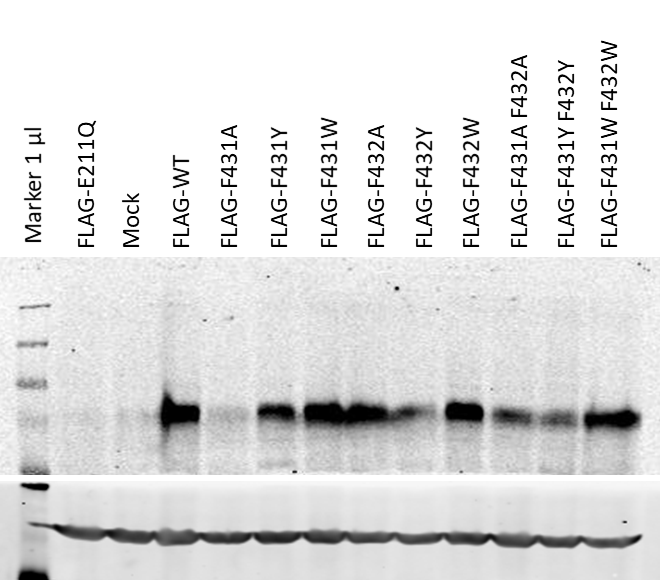 Marker 1 µl
FLAG-E211Q
Mock
FLAG-WT
FLAG-F431A
FLAG-F431Y
FLAG-F431W
FLAG-F432A
FLAG-F432Y
FLAG-F432W
FLAG-F431A F432A
FLAG-F431Y F432Y
FLAG-F431W F432W